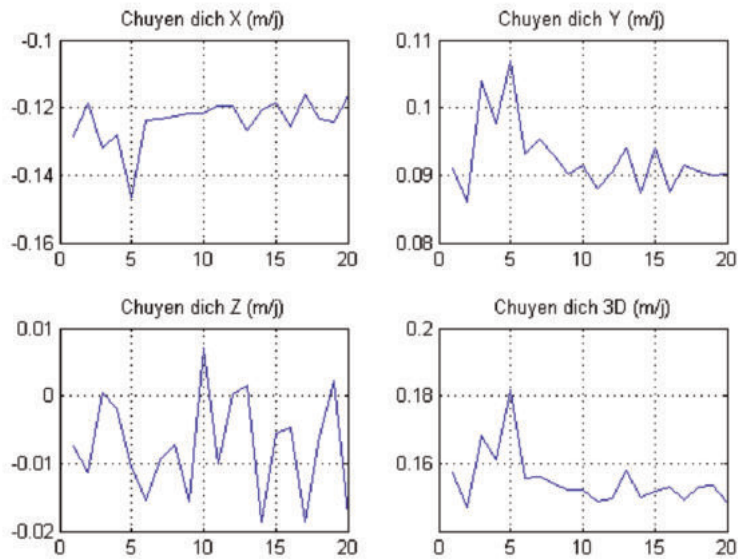 Chuyen dich X (m/j)
-0.1
-0.12
-0.14
-0.16
0 5 10 15 20
Chuyen dich Y (m/j)
0.11
0.1
0.09
0.08
0 5 10 15 20
Chuyen dich Z (m/j)
0.01
0
-0.01
-0.02
0 5 10 15 20
Chuyen dich 3D (m/j)
0.2
0.18
0.16
0 5 10 15 20